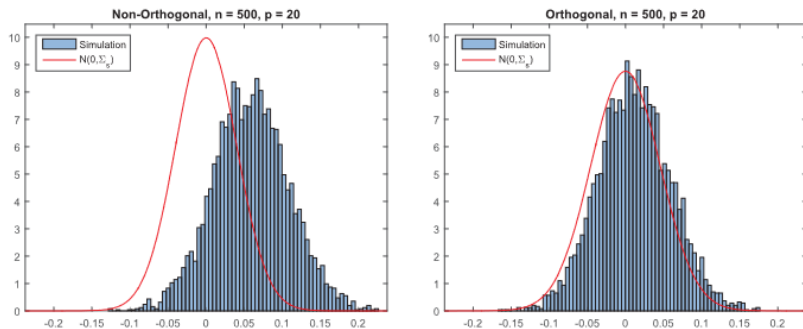 Non-Orthogonal, n = 500, p = 20
Simulation
N(0,Σs)
10
9
8
7
6
5
4
3
2
1
0
-0.2 -0.15 -0.1 -0.05 0 0.05 0.1 0.15 0.2
Orthogonal, n = 500, p = 20
Simulation
N(0,Σs)
10
9
8
7
6
5
4
3
2
1
0
-0.2 -0.15 -0.1 -0.05 0 0.05 0.1 0.15 0.2